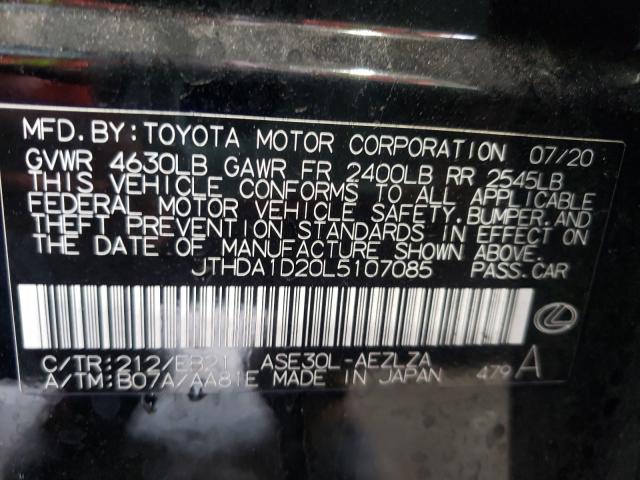 MFD. BY: TOYOTA MOTOR CORPORATION 07/20
GVWR 4630LB GAWR FR 2400LB RR 2545LB
THIS VEHICLE CONFORMS TO ALL APPLICABLE
FEDERAL MOTOR VEHICLE SAFETY, BUMPER, AND
THEFT PREVENTION STANDARDS IN EFFECT ON
THE DATE OF MANUFACTURE SHOWN ABOVE.
JTHDA1D20L5107085 PASS. CAR
C/TR: 212/EB21 ASE30L-AEZLZA
A/TM: B07A/AA81E MADE IN JAPAN 479 A